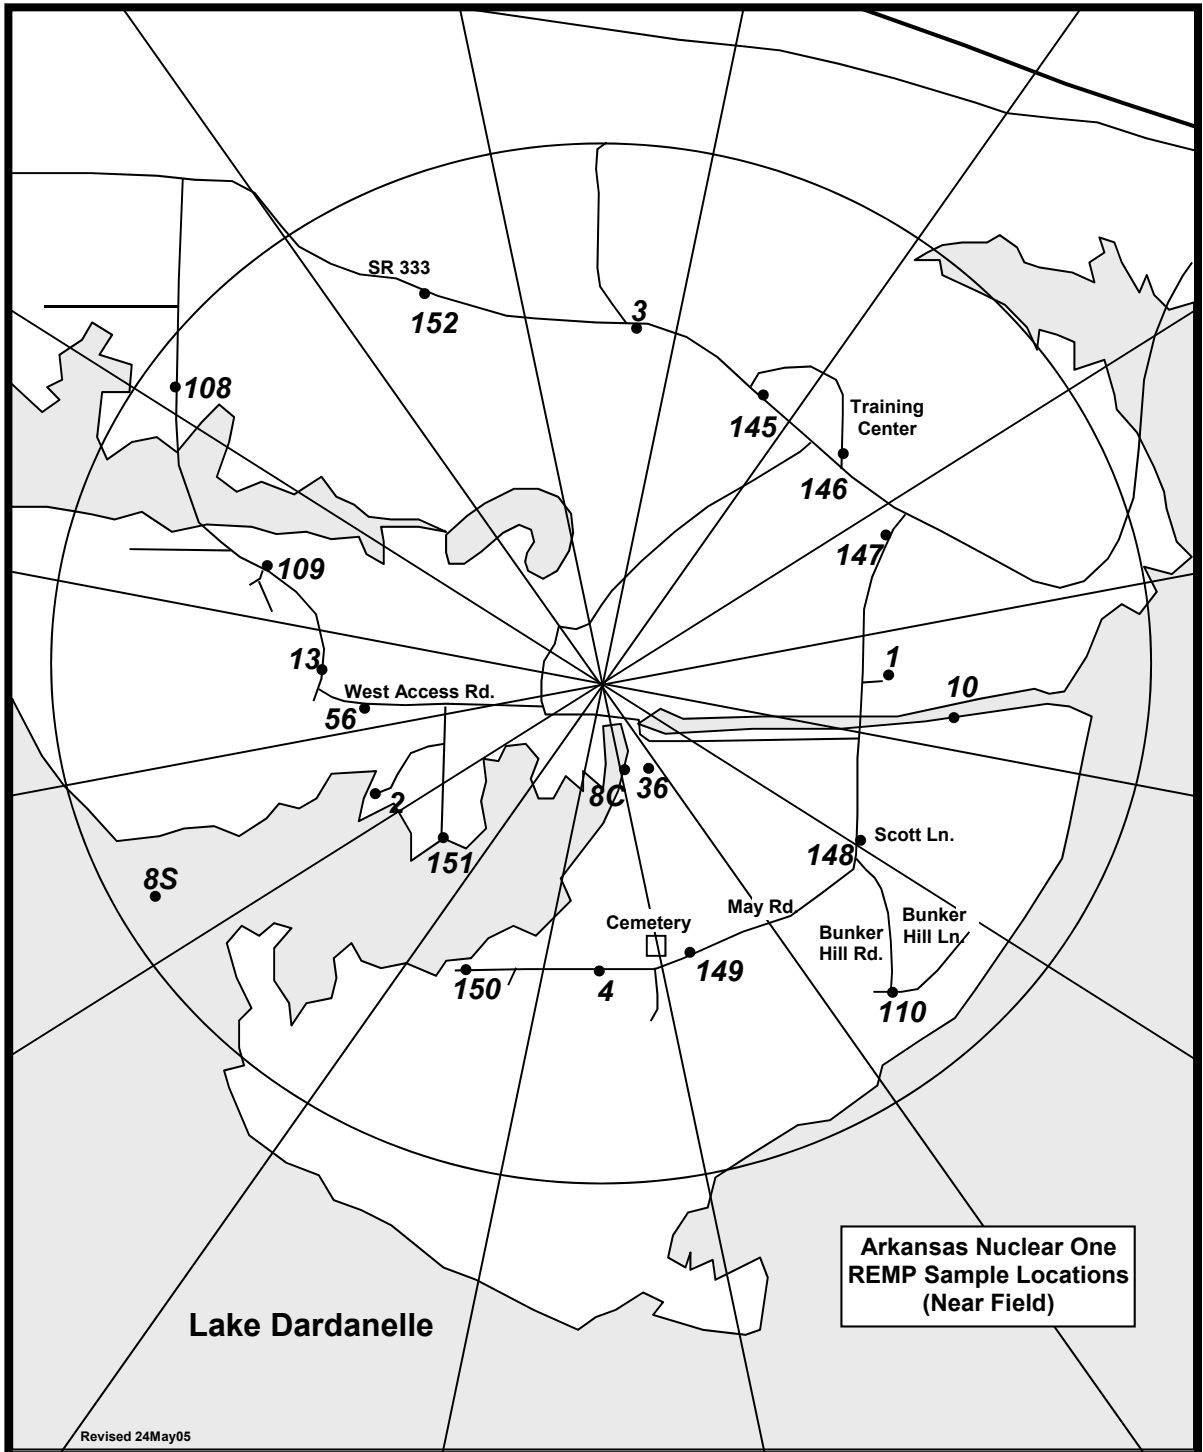 SR 333
152
3
108
145
Training
Center
146
147
109
1
13
West Access Rd.
10
56
2
8C
36
151
148
Scott Ln.
8S
May Rd.
Cemetery
Bunker
Hill Rd.
Bunker
Hill Ln.
149
150
4
110
Arkansas Nuclear One
REMP Sample Locations
(Near Field)
Lake Dardanelle
Revised 24May05